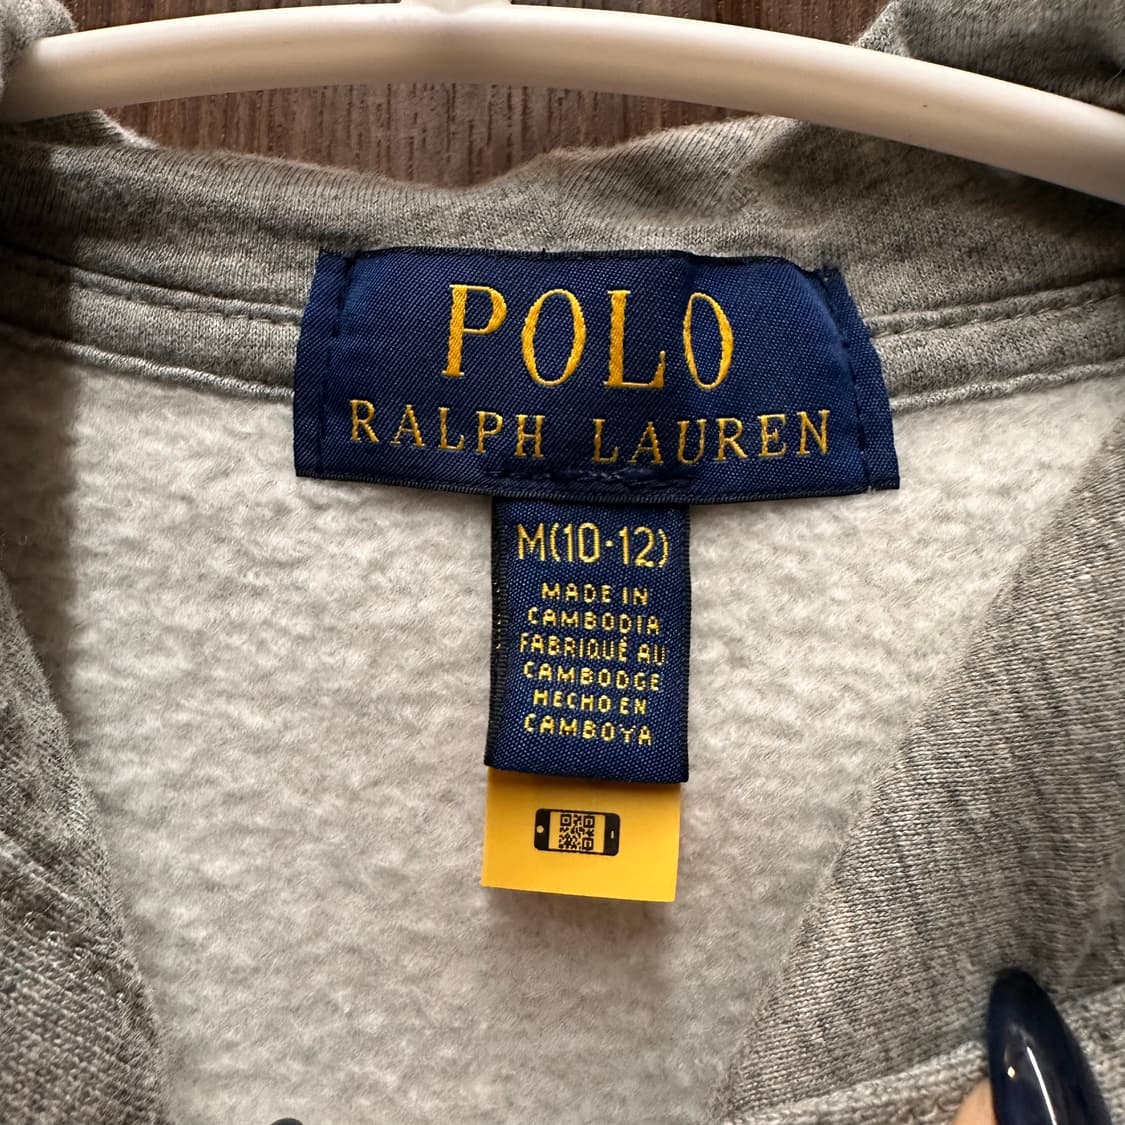 POLO
RALPH LAUREN
M(10-12)
MADE IN
CAMBODIA
FABRIQUÉ AU
CAMBODGE
HECHO EN
CAMBOYA